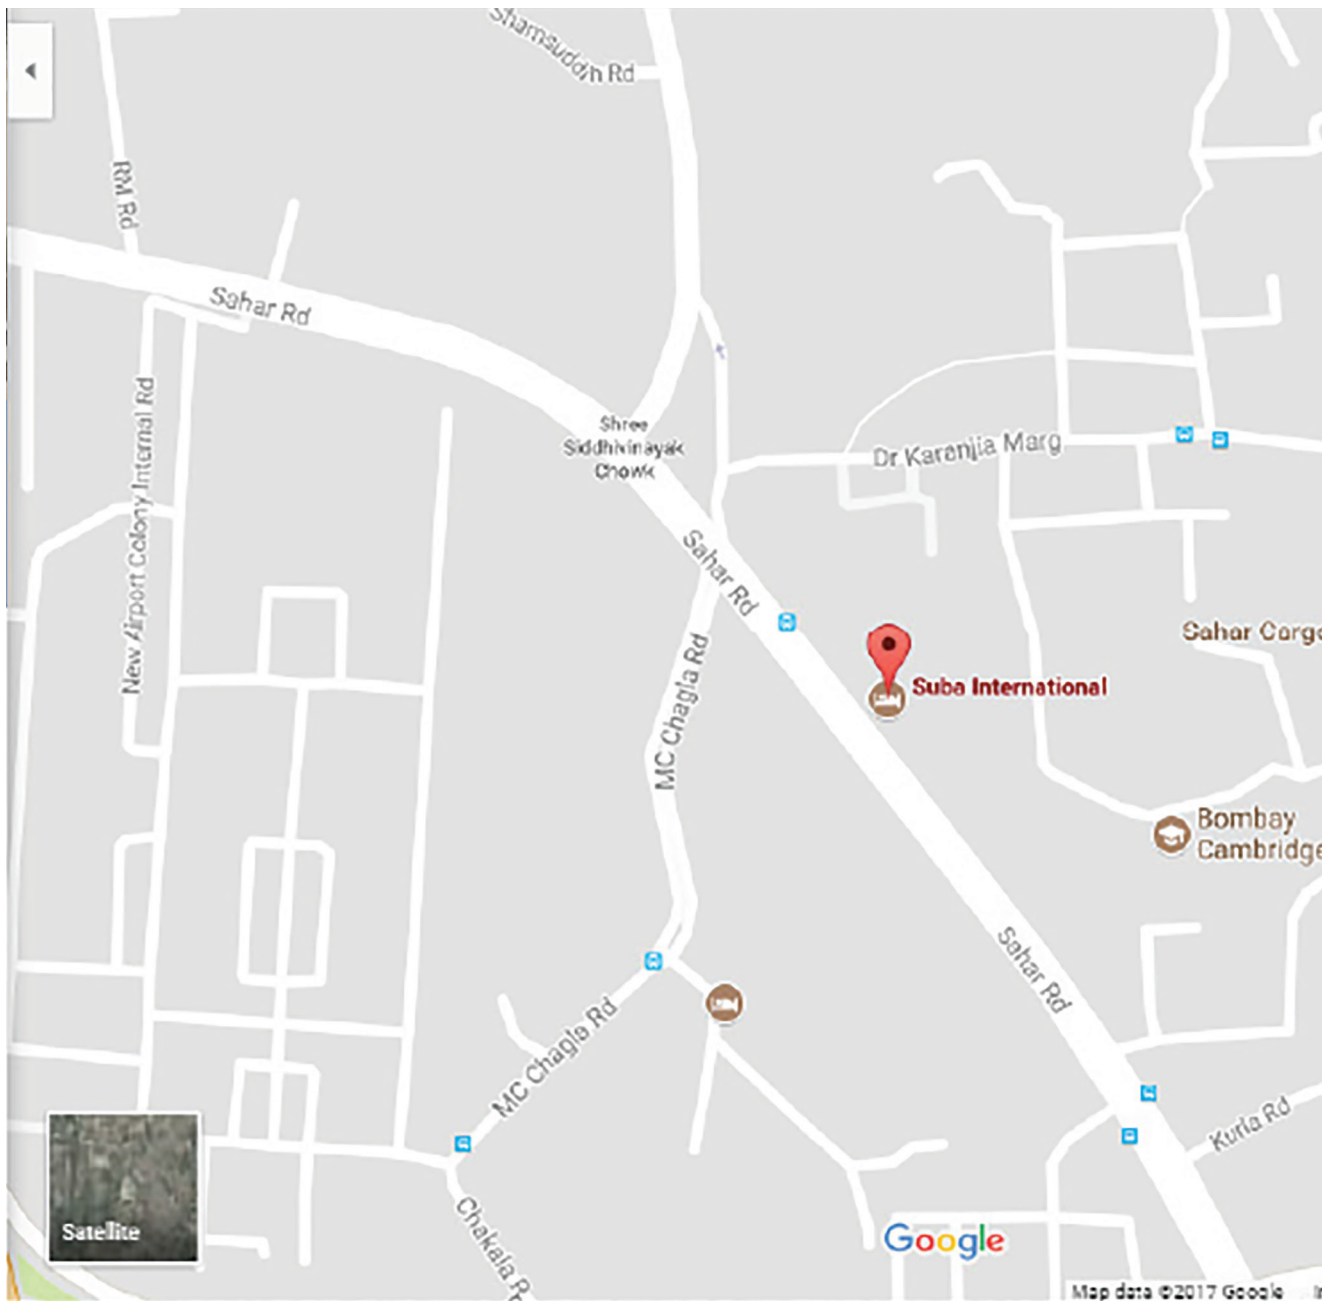 Shamsuddin Rd
RM Rd
Sahar Rd
New Airport Colony Internal Rd
Shree
Siddhivinayak
Chowk
Dr Karanjia Marg
Sahar Rd
MC Chagla Rd
Sahar Cargo
Suba International
Bombay
Cambridge
Sahar Rd
MC Chagla Rd
Kurla Rd
Chakala R
Satellite
Google
Map data ©2017 Google